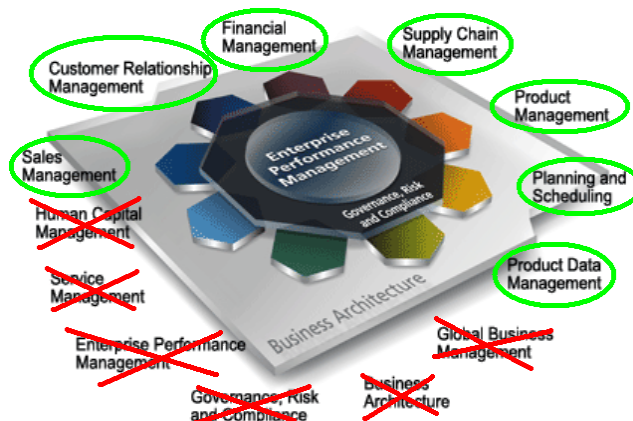 Financial
Management
Supply Chain
Management
Customer Relationship
Management
Product
Management
Enterprise
Performance
Management
Sales
Management
Planning and
Scheduling
Governance, Risk
and Compliance
Human Capital
Management
Product Data
Management
Service
Management
Business Architecture
Global Business
Management
Enterprise Performance
Management
Business
Architecture
Governance, Risk
and Compliance